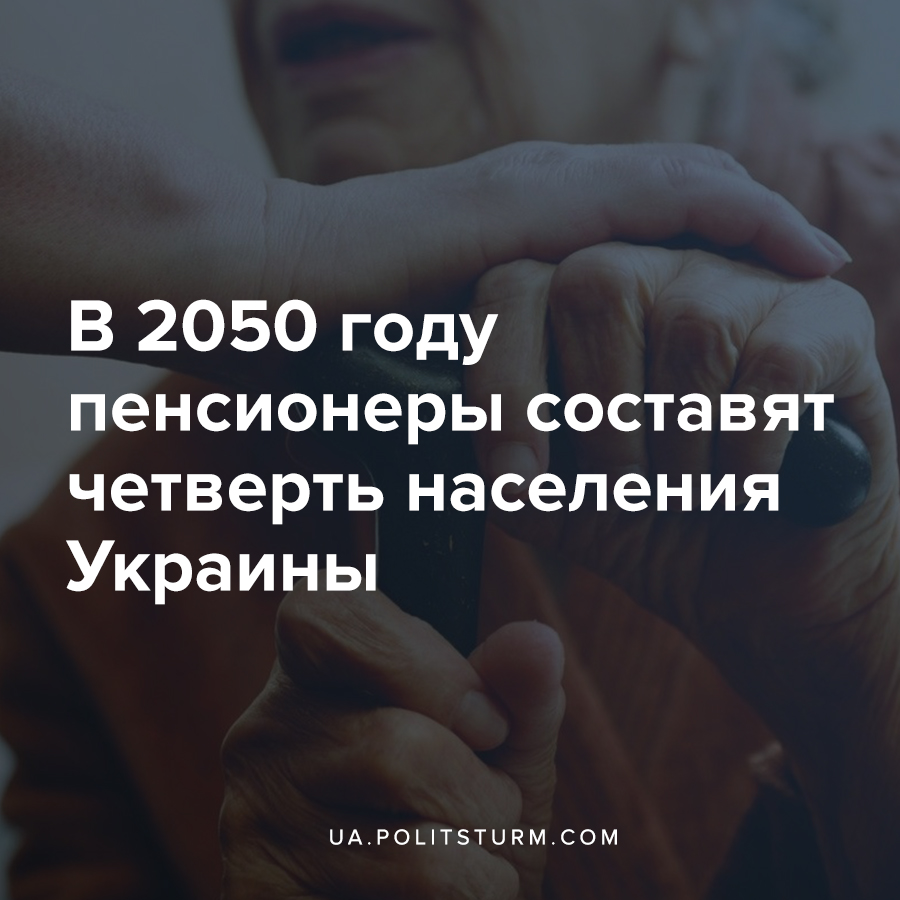 В 2050 году
пенсионеры составят
четверть населения
Украины
UA.POLITSTURM.COM